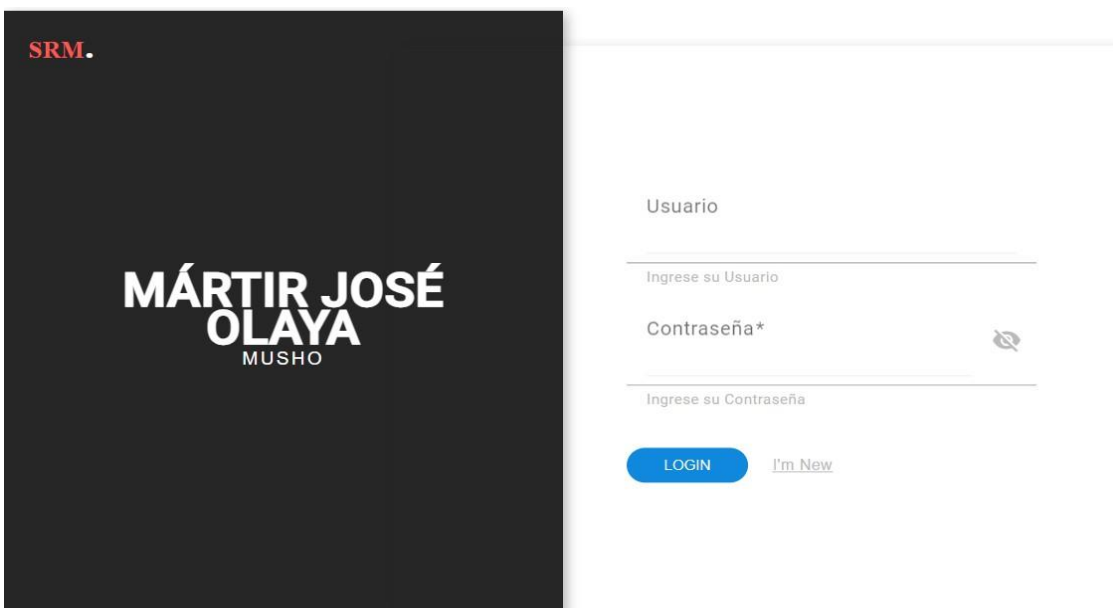 SRM.
MÁRTIR JOSÉ
OLAYA
MUSHO
Usuario
Ingrese su Usuario
Contraseña*
Ingrese su Contraseña
LOGIN
I'm New